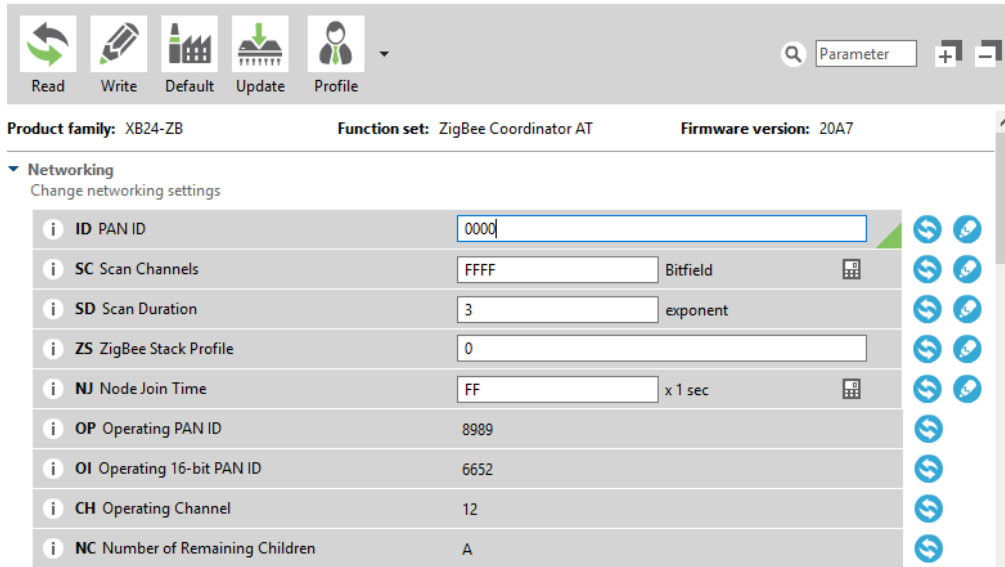 Parameter
Read Write Default Update Profile
Product family: XB24-ZB Function set: ZigBee Coordinator AT Firmware version: 20A7
Networking
Change networking settings
i ID PAN ID 0000
i SC Scan Channels FFFF Bitfield
i SD Scan Duration 3 exponent
i ZS ZigBee Stack Profile 0
i NJ Node Join Time FF x 1 sec
i OP Operating PAN ID 8989
i OI Operating 16-bit PAN ID 6652
i CH Operating Channel 12
i NC Number of Remaining Children A